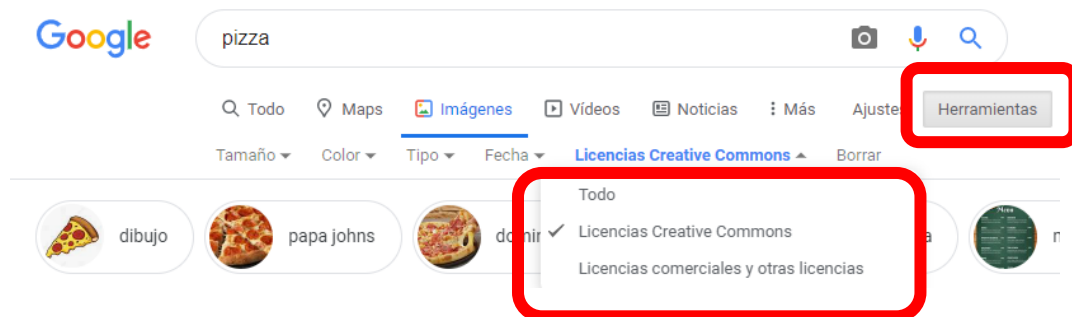 Google pizza
Todo Maps Imágenes Vídeos Noticias Más Ajustes Herramientas
Tamaño Color Tipo Fecha Licencias Creative Commons Borrar
Todo
dibujo papa johns Licencias Creative Commons
Licencias comerciales y otras licencias